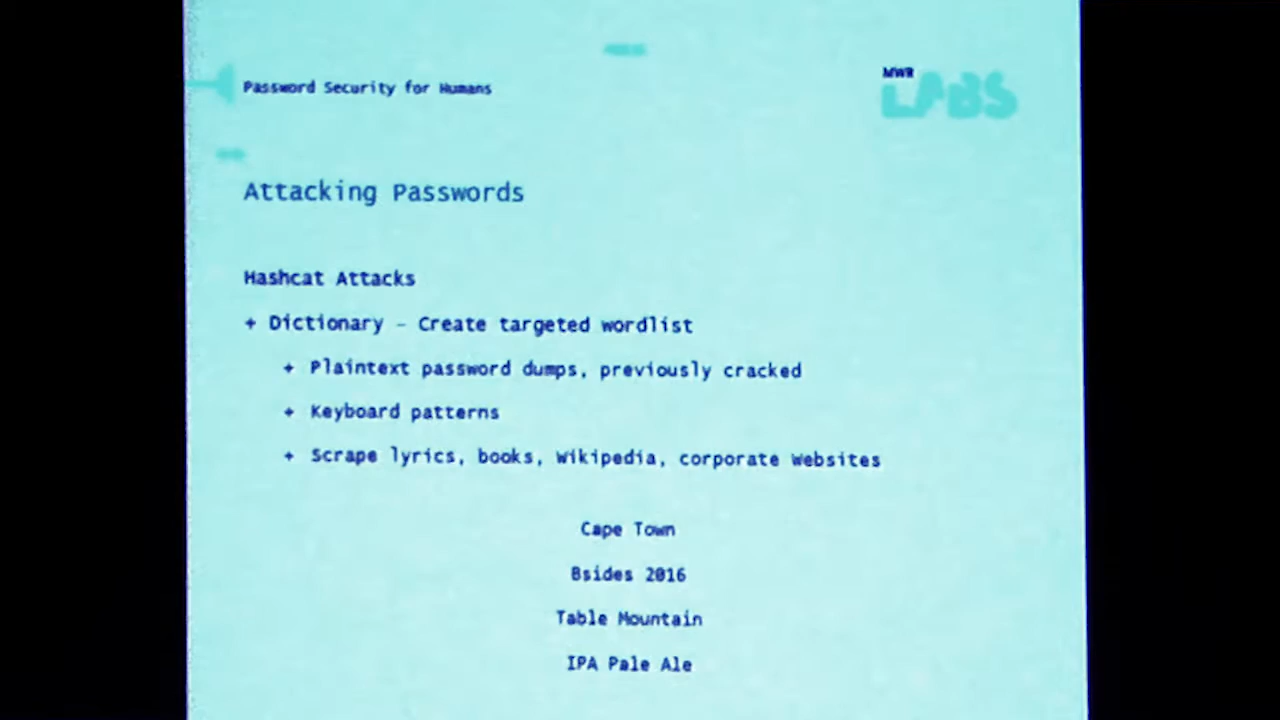 Password Security for Humans
MWR
LABS
Attacking Passwords
Hashcat Attacks
+ Dictionary – Create targeted wordlist
+ Plaintext password dumps, previously cracked
+ Keyboard patterns
+ Scrape lyrics, books, Wikipedia, corporate websites
Cape Town
Bsides 2016
Table Mountain
IPA Pale Ale